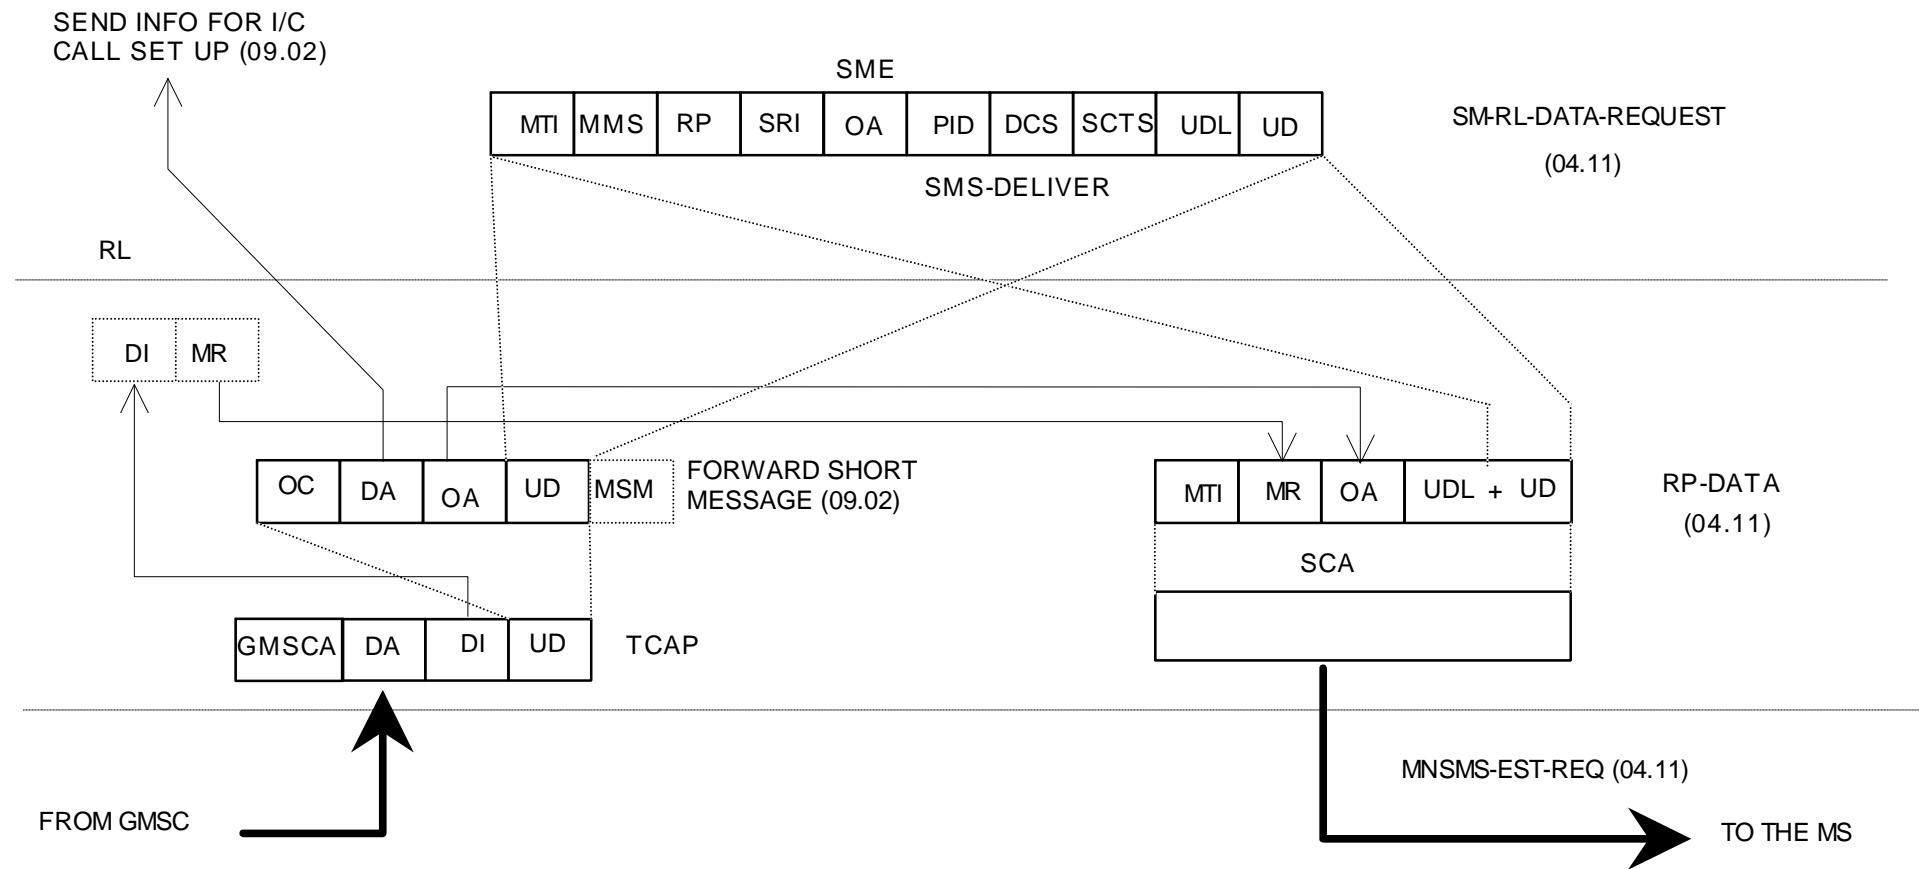 SEND INFO FOR I/C
CALL SET UP (09.02)
SME
MTI MMS RP SRI OA PID DCS SCTS UDL UD
SM-RL-DATA-REQUEST
(04.11)
SMS-DELIVER
RL
DI MR
OC DA OA UD MSM
FORWARD SHORT
MESSAGE (09.02)
MTI MR OA UDL + UD
RP-DATA
(04.11)
SCA
GMSCA DA DI UD TCAP
MNSMS-EST-REQ (04.11)
FROM GMSC
TO THE MS